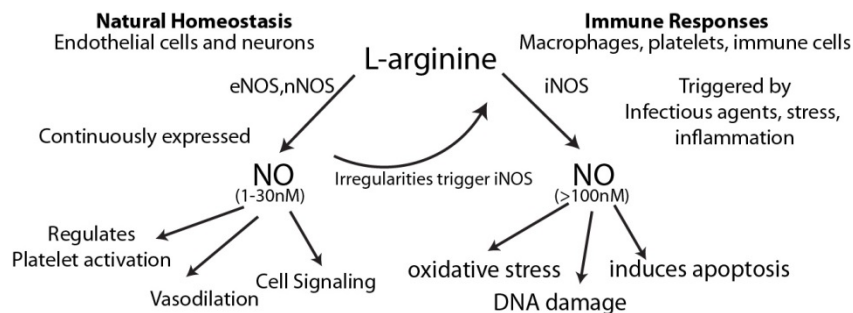 Natural Homeostasis
Endothelial cells and neurons
Immune Responses
Macrophages, platelets, immune cells
L-arginine
eNOS,nNOS
iNOS
Triggered by
Infectious agents, stress,
inflammation
Continuously expressed
NO
(1-30nM)
Irregularities trigger iNOS
NO
(>100nM)
Regulates
Platelet activation
Vasodilation
Cell Signaling
oxidative stress
DNA damage
induces apoptosis